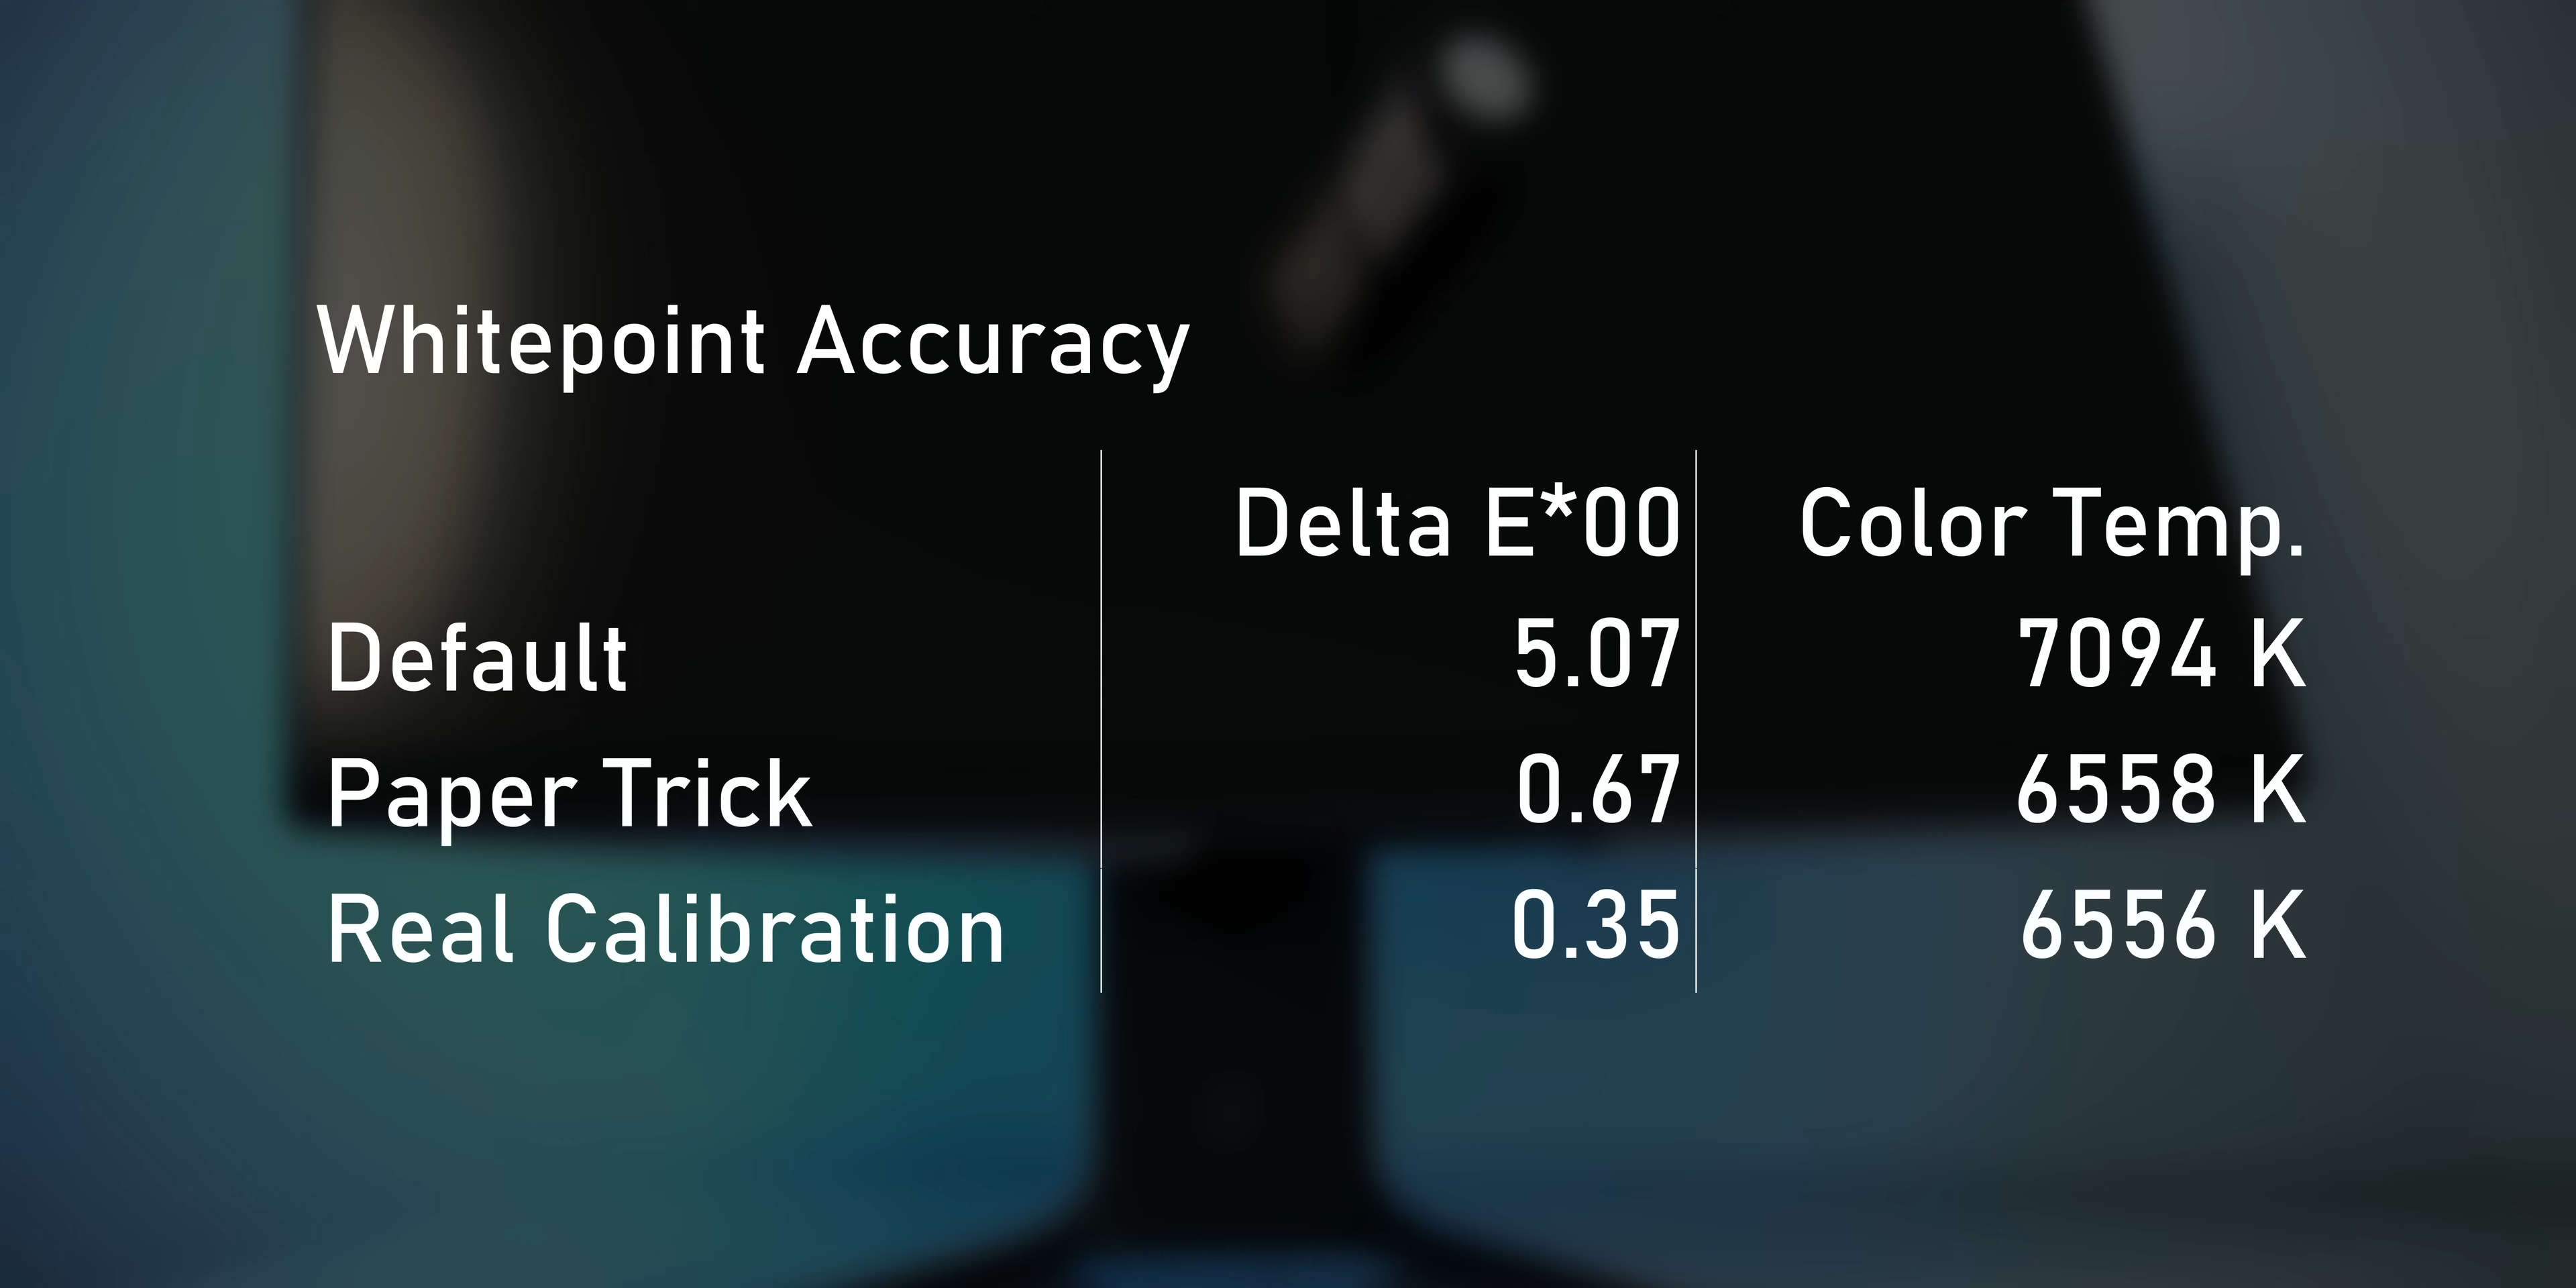 Whitepoint Accuracy
Delta E*00 Color Temp.
Default 5.07 7094 K
Paper Trick 0.67 6558 K
Real Calibration 0.35 6556 K